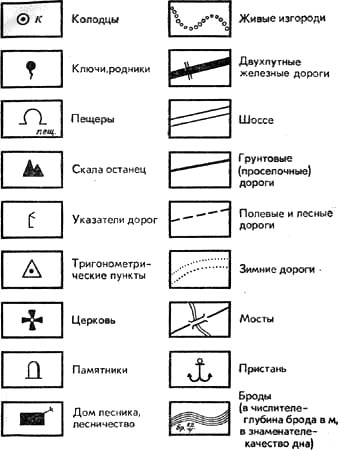 К
Колодцы
Ключи, родники
пещ.
Пещеры
Скала останец
Указатели дорог
Тригонометри-
ческие пункты
Церковь
Памятники
Дом лесника,
лесничество
Живые изгороди
Двухпутные
железные дороги
Шоссе
Грунтовые
(проселочные)
дороги
Полевые и лесные
дороги
Зимние дороги
Мосты
Пристань
бр.
Броды
(в числителе-
глубина брода в м,
в знаменателе-
качество дна)